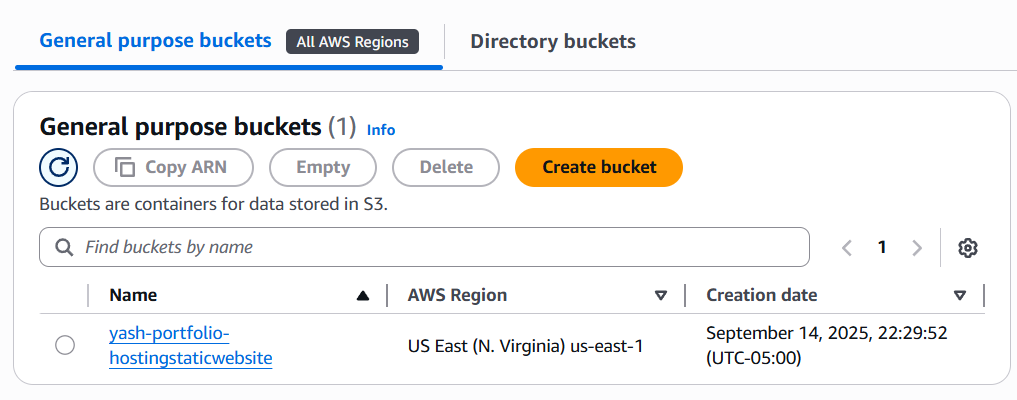 General purpose buckets All AWS Regions Directory buckets
General purpose buckets (1) Info
Copy ARN Empty Delete Create bucket
Buckets are containers for data stored in S3.
Find buckets by name 1
Name AWS Region Creation date
yash-portfolio-
hostingstaticwebsite
US East (N. Virginia) us-east-1
September 14, 2025, 22:29:52
(UTC-05:00)